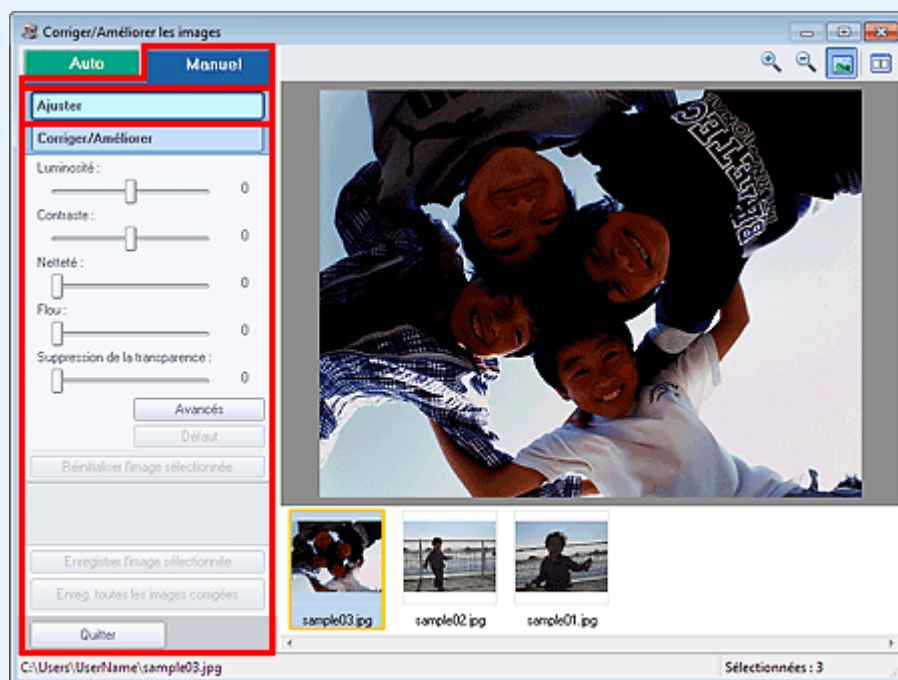 Corriger/Améliorer les images
Auto
Manuel
Ajuster
Corriger/Améliorer
Luminosité :
0
Contraste :
0
Netteté :
0
Flou :
0
Suppression de la transparence :
0
Avancés
Défaut
Réinitialiser l'image sélectionnée
Enregistrer l'image sélectionnée
Enreg. toutes les images corrigées
Quitter
BALETEC
sample03.jpg
sample02.jpg
sample01.jpg
C:\Users\UserName\sample03.jpg
Sélectionnées : 3